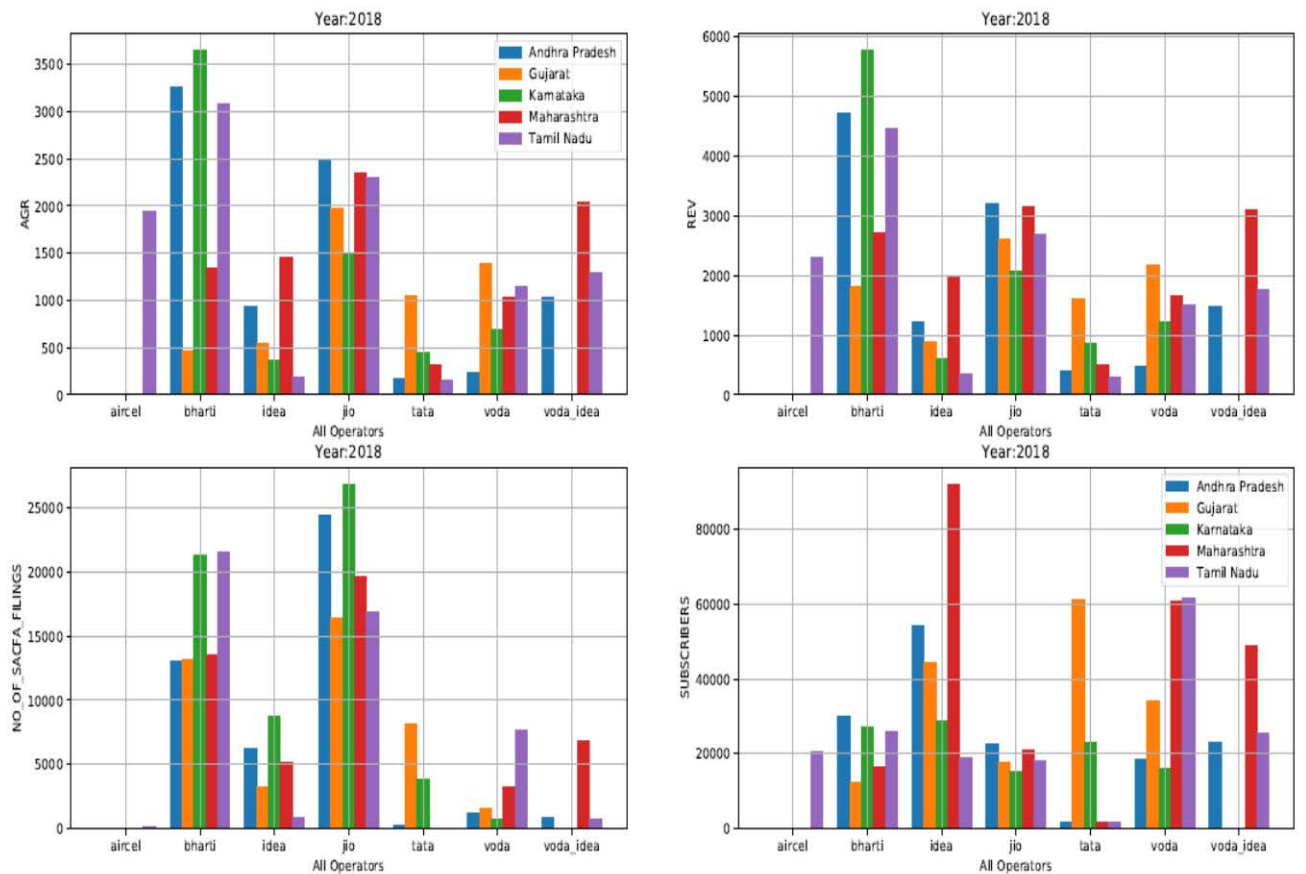 Year:2018
3500
3000
2500
2000
1500
1000
500
0
AGR
Andhra Pradesh
Gujarat
Karnataka
Maharashtra
Tamil Nadu
aircel bharti idea jio tata voda voda_idea
All Operators
Year:2018
6000
5000
4000
3000
2000
1000
0
REV
aircel bharti idea jio tata voda voda_idea
All Operators
Year:2018
25000
20000
15000
10000
5000
0
NO_OF_SACFA_FILINGS
aircel bharti idea jio tata voda voda_idea
All Operators
Year:2018
80000
60000
40000
20000
0
SUBSCRIBERS
Andhra Pradesh
Gujarat
Karnataka
Maharashtra
Tamil Nadu
aircel bharti idea jio tata voda voda_idea
All Operators